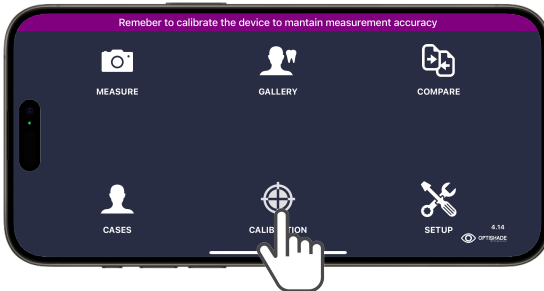 Remeber to calibrate the device to mantain measurement accuracy
MEASURE
GALLERY
COMPARE
CASES
SETUP
4.14
OPTISHADE